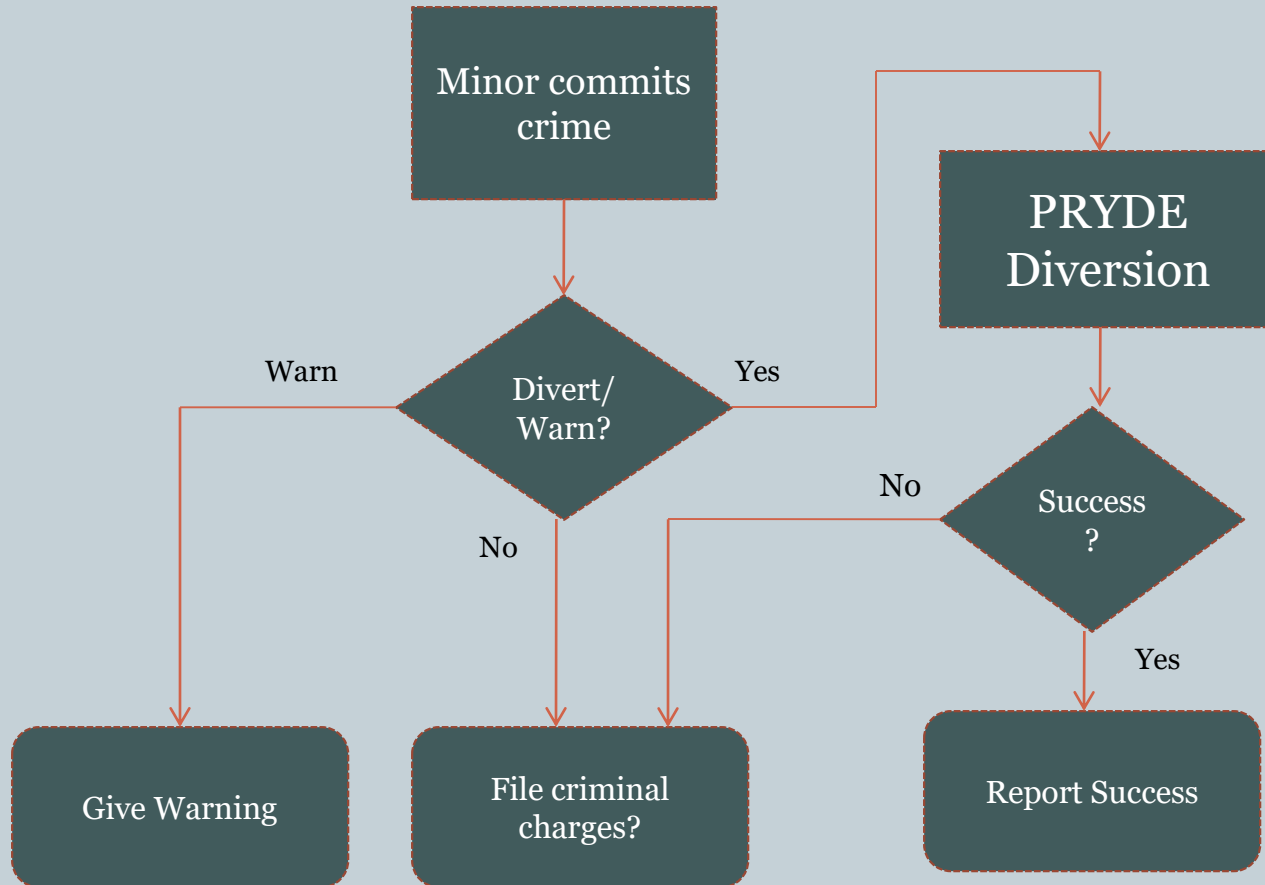 Minor commits
crime
PRYDE
Diversion
Warn
Divert/
Warn?
Yes
No
No
Success
?
Yes
Give Warning
File criminal
charges?
Report Success